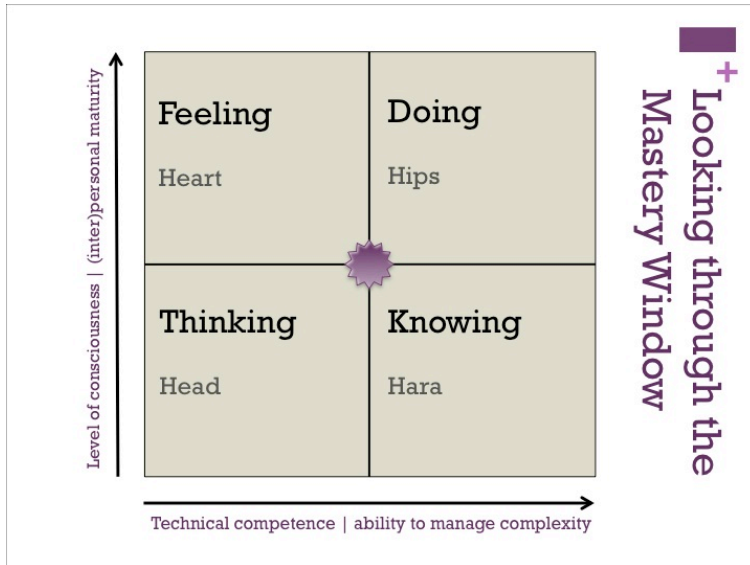 Looking through the
Mastery Window
+
Level of consciousness | (inter)personal maturity
Feeling
Heart
Doing
Hips
Thinking
Head
Knowing
Hara
Technical competence | ability to manage complexity